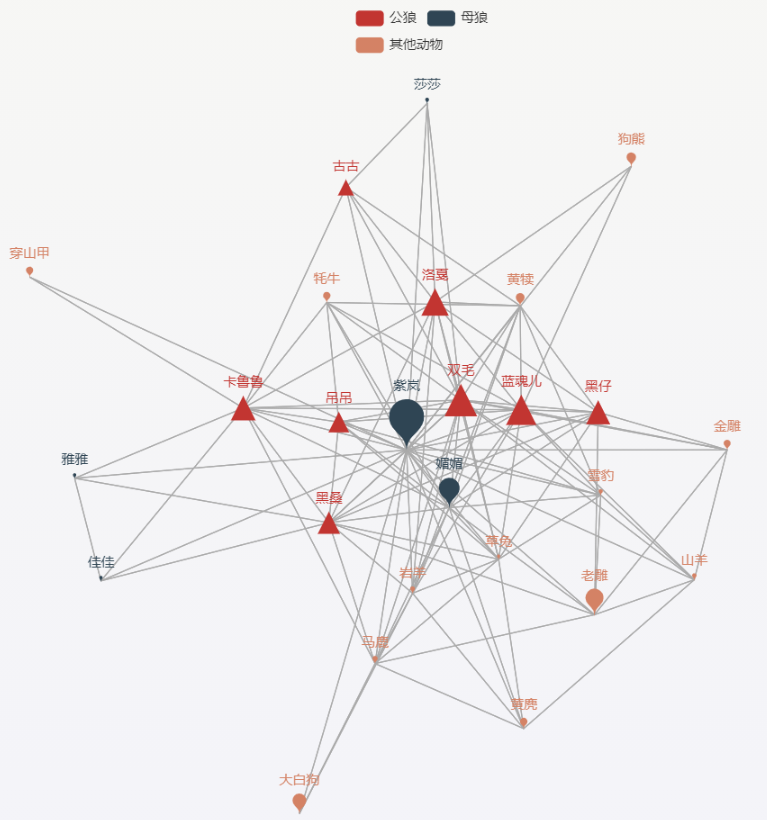 公狼 母狼
其他动物
莎莎
狗熊
古古
穿山甲
牦牛
洛戛
黄犊
双毛
卡鲁鲁
紫岚
蓝魂儿
黑仔
吊吊
金雕
雅雅
媚媚
雪豹
黑桑
草兔
佳佳
岩羊
老雕
山羊
马鹿
黄麂
大白狗